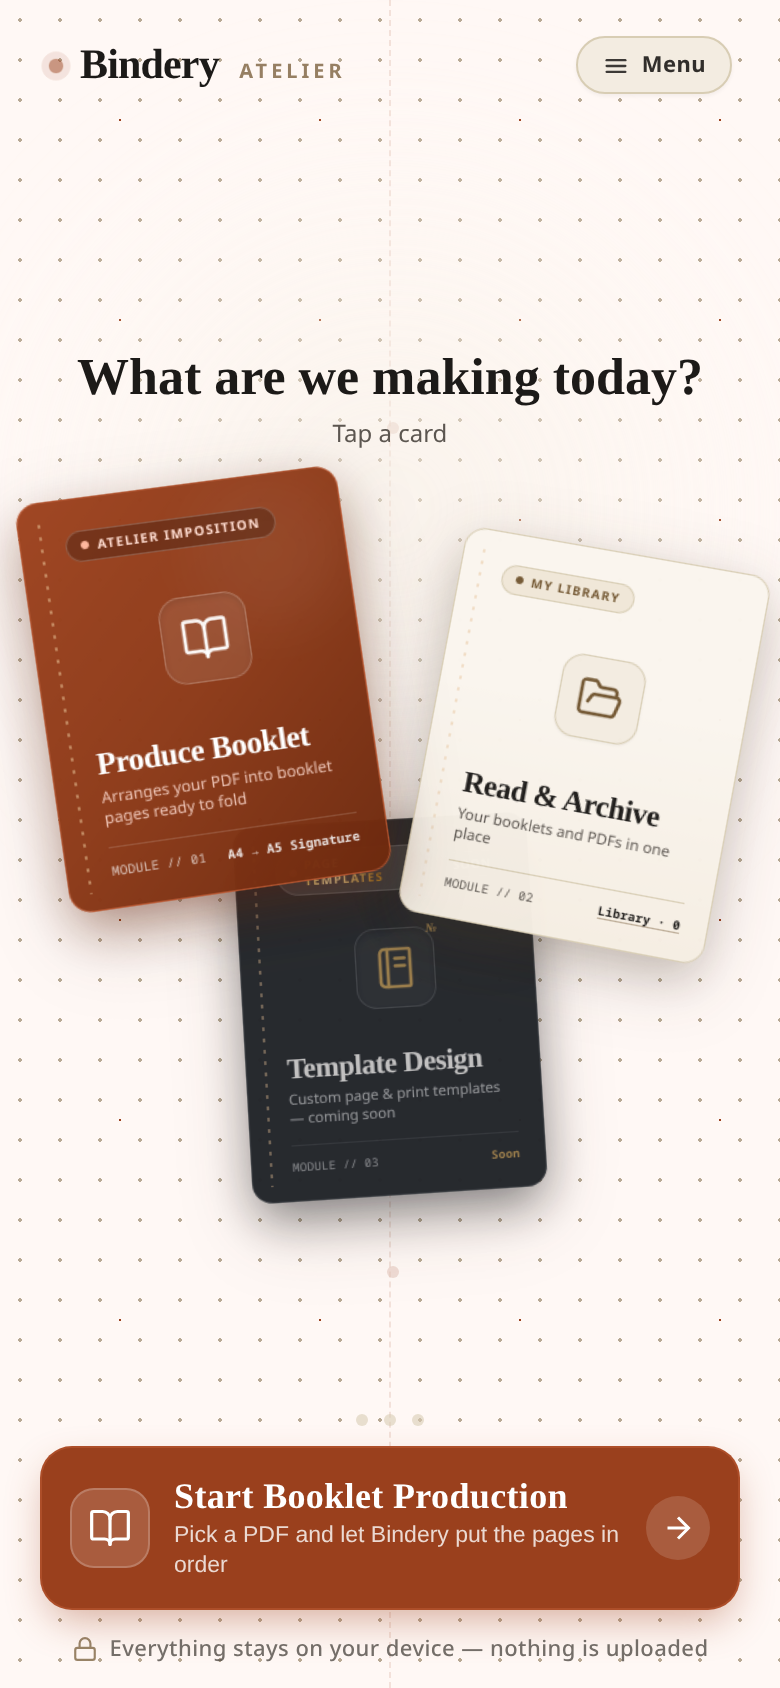 Bindery ATELIER
Menu
What are we making today?
Tap a card
ATELIER IMPOSITION
Produce Booklet
Arranges your PDF into booklet
pages ready to fold
MODULE // 01 A4 → A5 Signature
MY LIBRARY
Read & Archive
Your booklets and PDFs in one
place
MODULE // 02 Library · 0
TEMPLATES
Template Design
Custom page & print templates
— coming soon
MODULE // 03 Soon
Start Booklet Production
Pick a PDF and let Bindery put the pages in
order
Everything stays on your device — nothing is uploaded